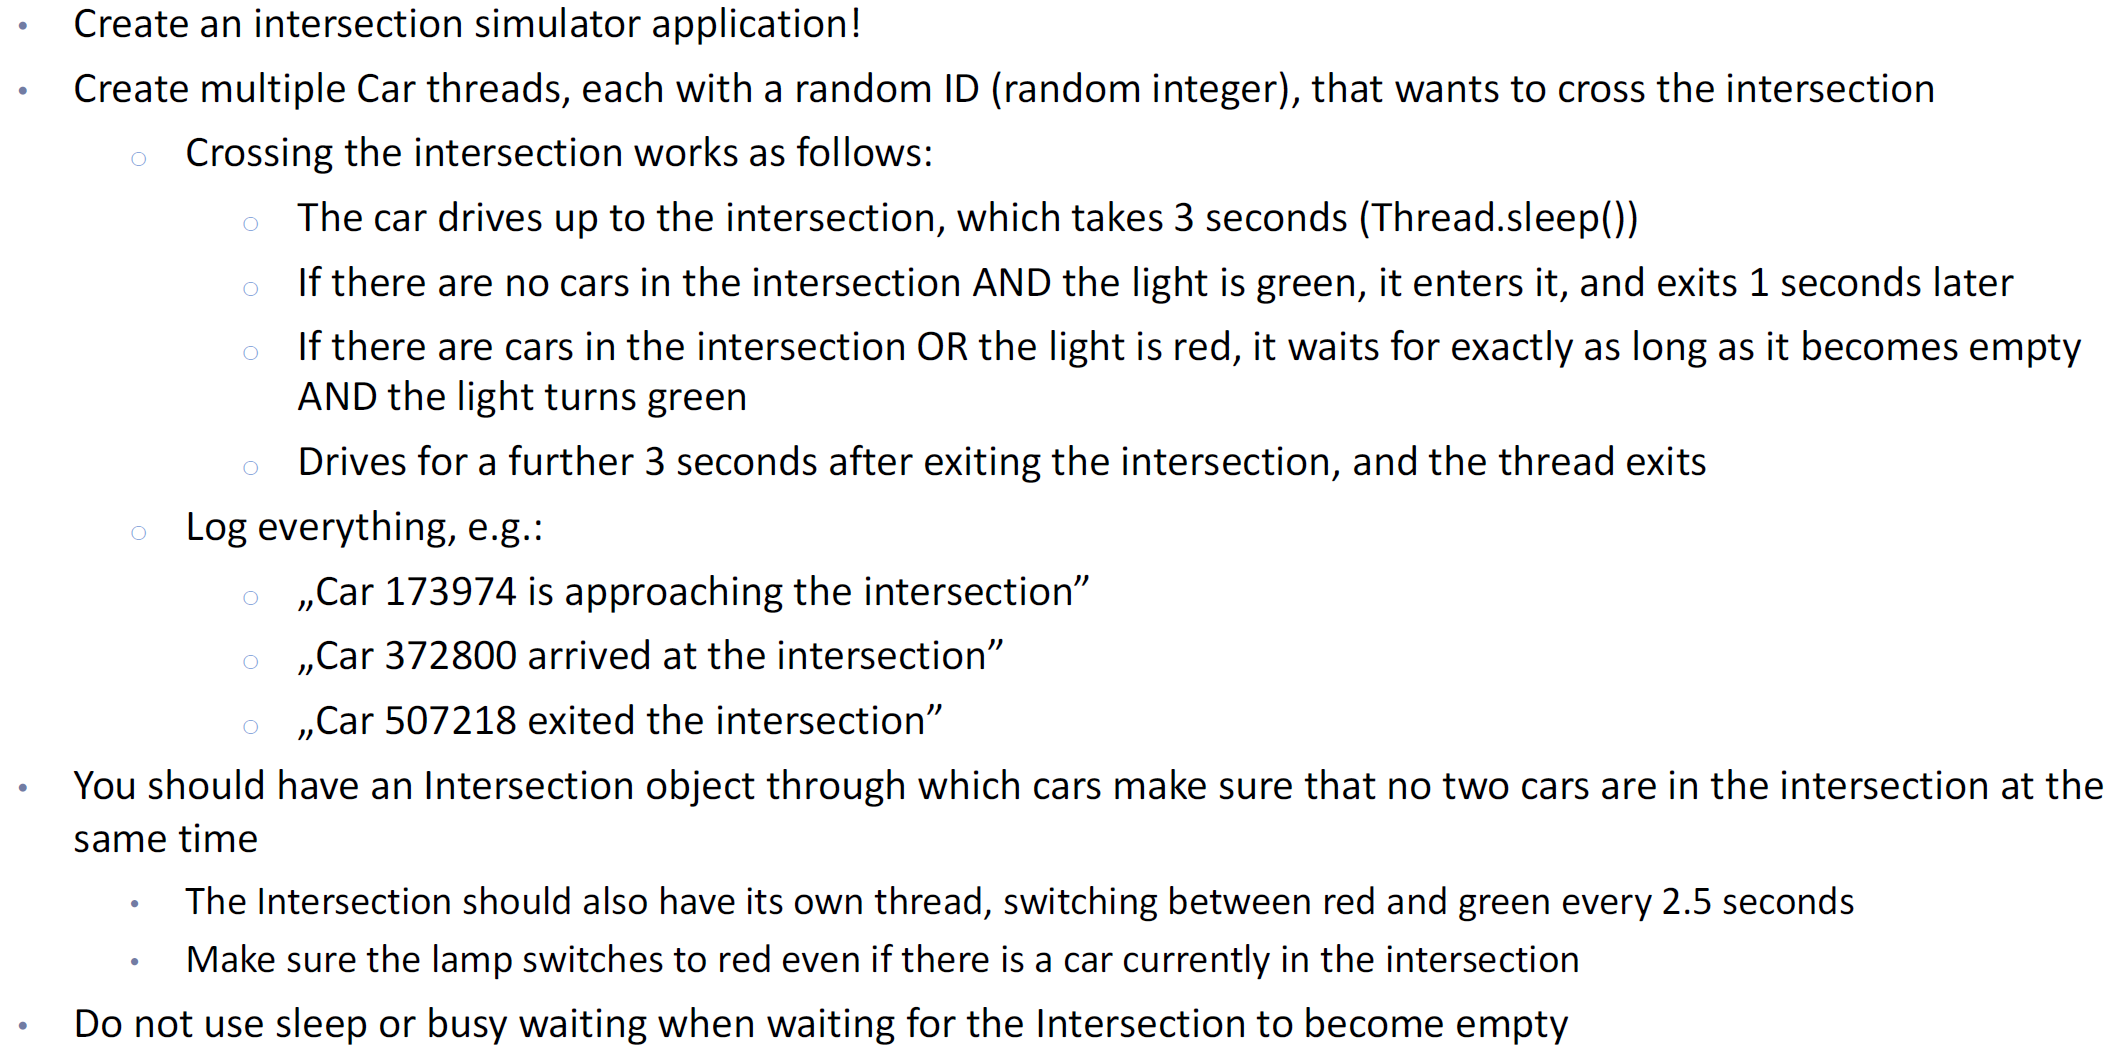 • Create an intersection simulator application!
• Create multiple Car threads, each with a random ID (random integer), that wants to cross the intersection
○ Crossing the intersection works as follows:
○ The car drives up to the intersection, which takes 3 seconds (Thread.sleep())
○ If there are no cars in the intersection AND the light is green, it enters it, and exits 1 seconds later
○ If there are cars in the intersection OR the light is red, it waits for exactly as long as it becomes empty
AND the light turns green
○ Drives for a further 3 seconds after exiting the intersection, and the thread exits
○ Log everything, e.g.:
○ „Car 173974 is approaching the intersection”
○ „Car 372800 arrived at the intersection”
○ „Car 507218 exited the intersection”
• You should have an Intersection object through which cars make sure that no two cars are in the intersection at the
same time
• The Intersection should also have its own thread, switching between red and green every 2.5 seconds
• Make sure the lamp switches to red even if there is a car currently in the intersection
• Do not use sleep or busy waiting when waiting for the Intersection to become empty